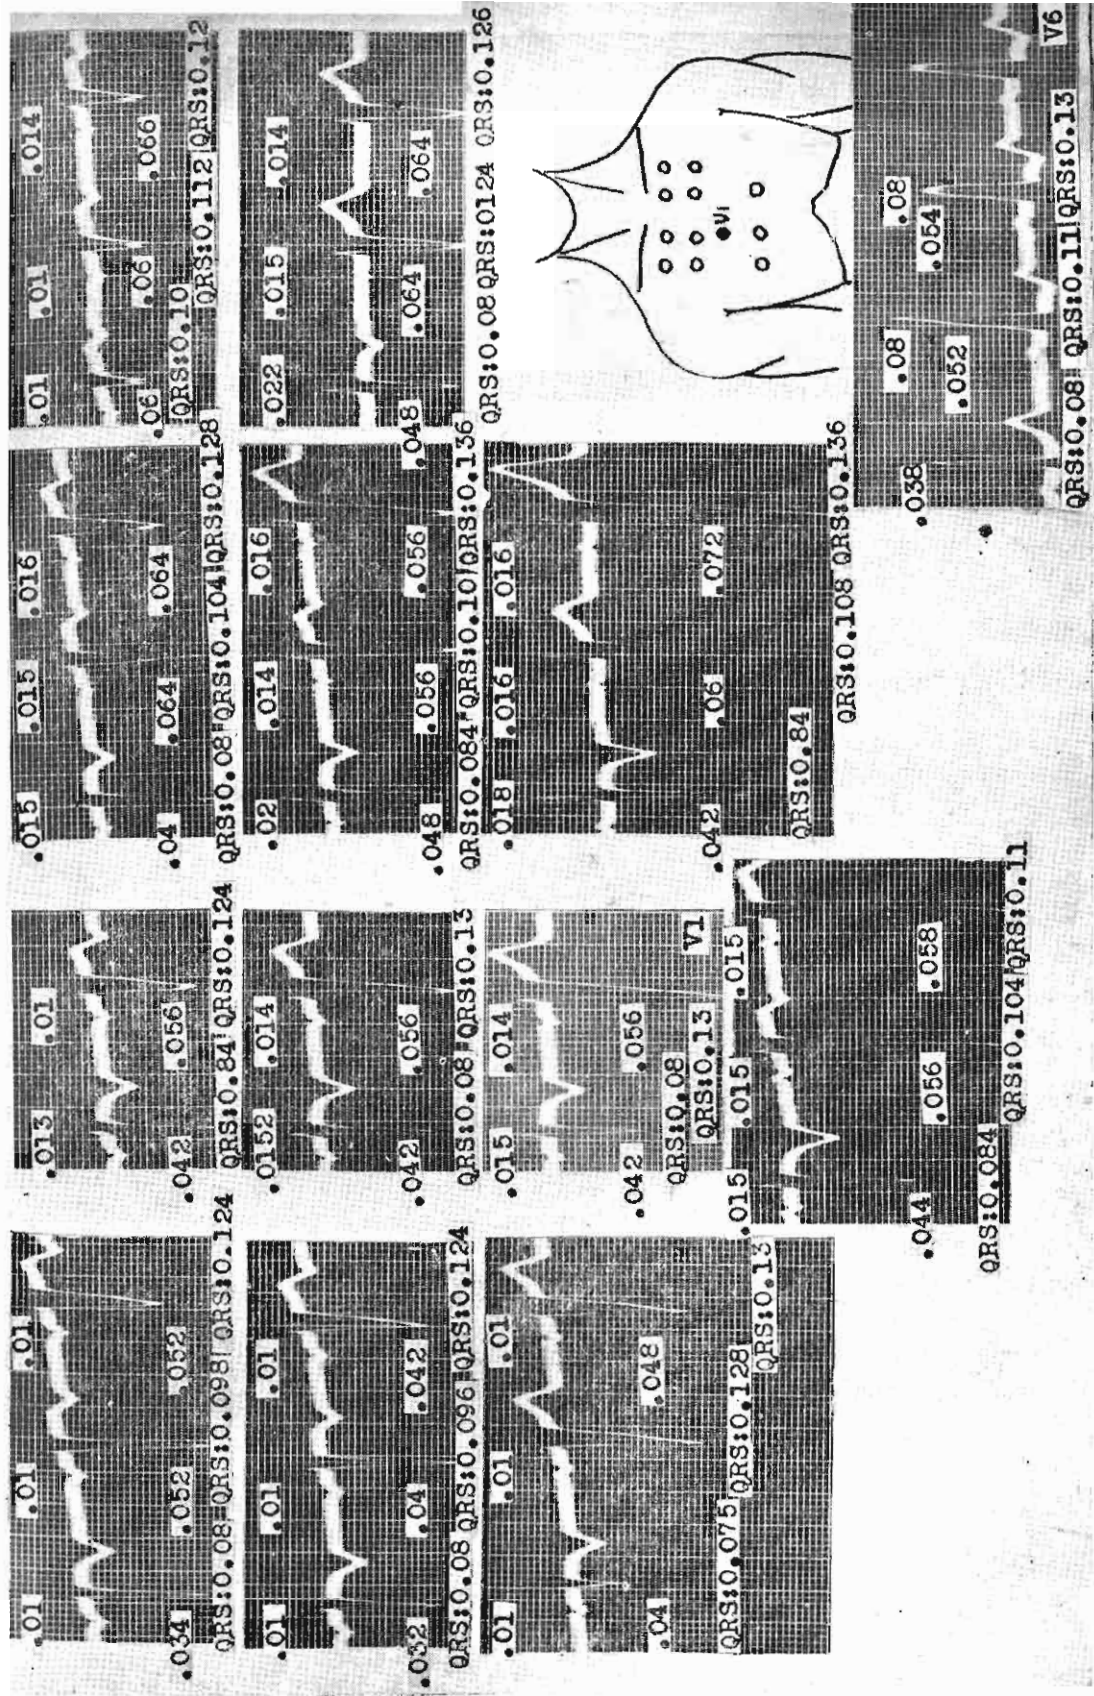 .01 .01 .01
.034 .052 .052
QRS:0.08 QRS:0.098 QRS:0.124
.013 .01
.042 .056
QRS:0.84 QRS:0.124
.015 .015 .016
.04 .064 .064
QRS:0.08 QRS:0.104 QRS:0.128
.01 .01 .014
.06 .06 .066
QRS:0.10 QRS:0.112 QRS:0.12
.01 .01 .01
.032 .04 .042
QRS:0.08 QRS:0.096 QRS:0.124
.0152 .014
.042 .056
QRS:0.08 QRS:0.13
.02 .014 .016
.048 .056 .056
QRS:0.084 QRS:0.10 QRS:0.136
.022 .015 .014
.048 .064 .064
QRS:0.08 QRS:0124 QRS:0.126
.01 .01 .01
.04 .048
QRS:0.075 QRS:0.128
QRS:0.13
.015 .014
.042 .056
V1
QRS:0.08
QRS:0.13
.018 .016 .016
.042 .06 .072
QRS:0.84
QRS:0.108 QRS:0.136
V1
.015 .015 .015
.044 .056 .058
QRS:0.084
QRS:0.104 QRS:0.11
.08 .08
.038 .052 .054
V6
QRS:0.08 QRS:0.11 QRS:0.13